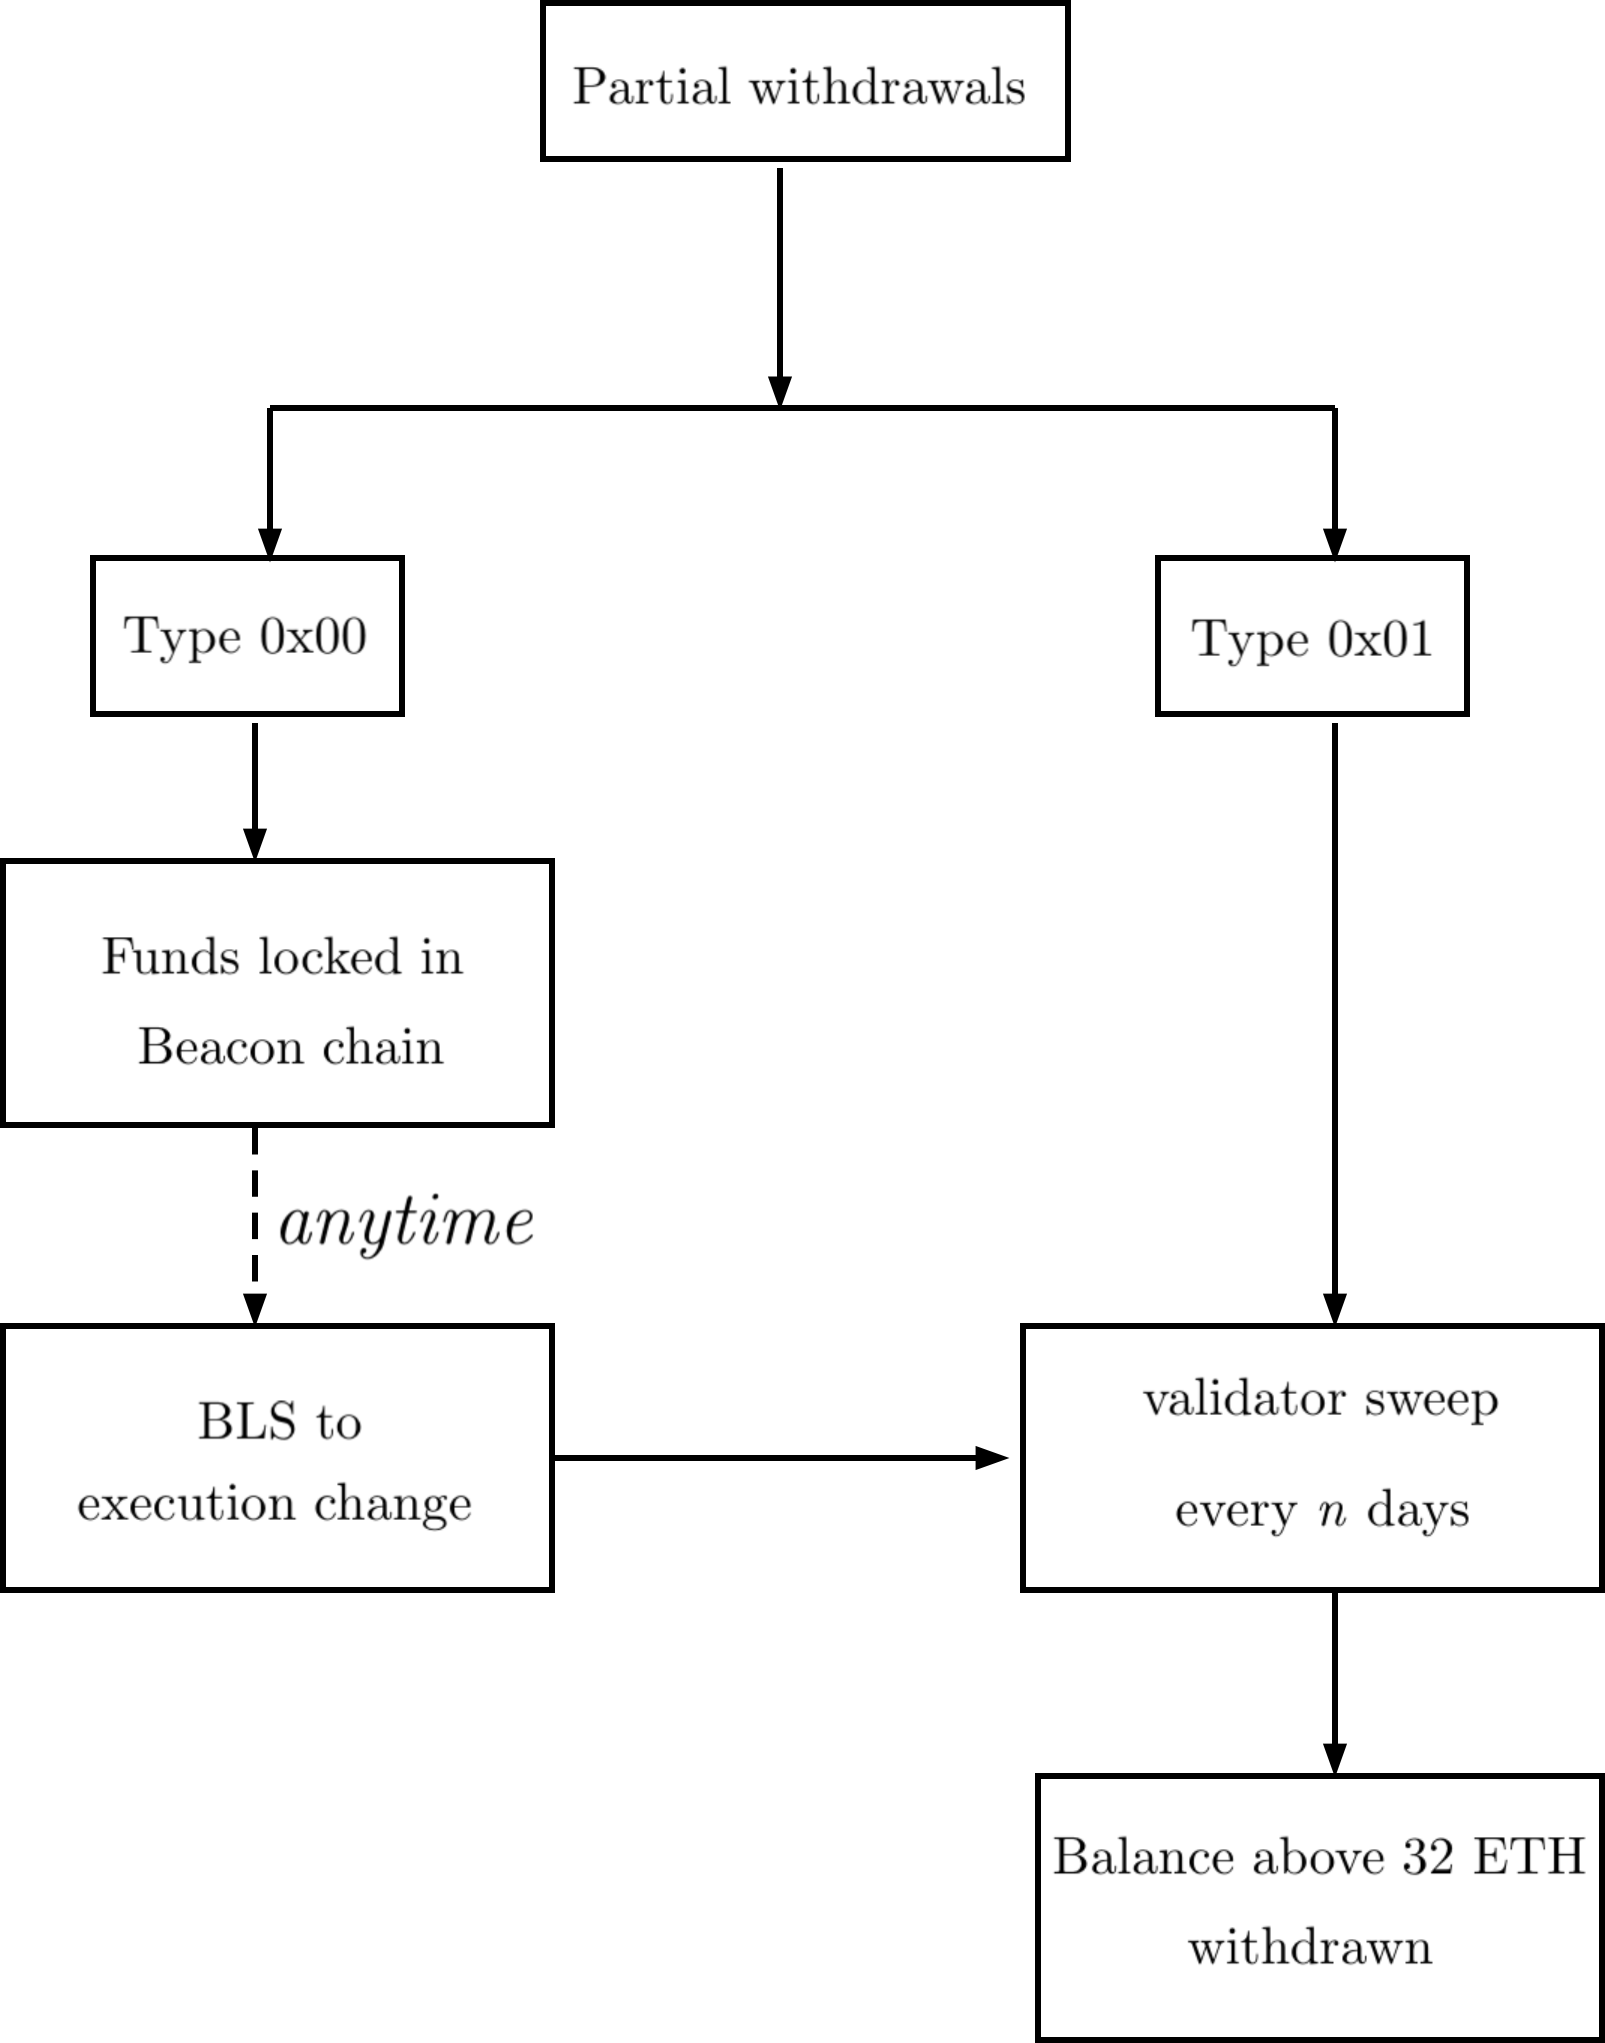 Partial withdrawals
Type 0x00
Type 0x01
Funds locked in
Beacon chain
anytime
BLS to
execution change
validator sweep
every n days
Balance above 32 ETH
withdrawn